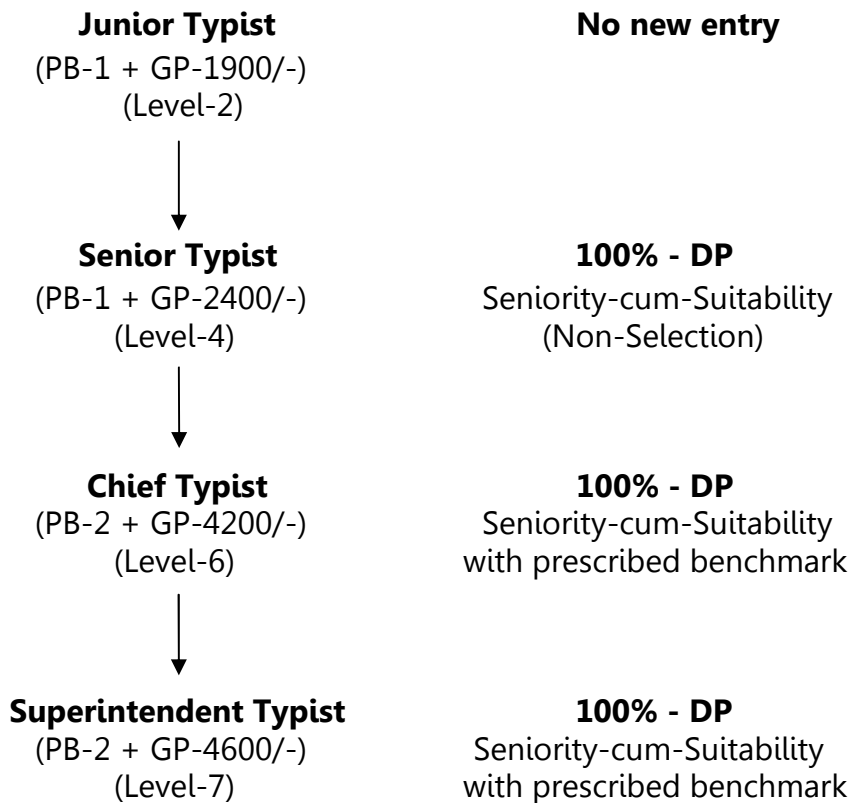 Junior Typist
No new entry
(PB-1 + GP-1900/-)
(Level-2)
Senior Typist
100% - DP
(PB-1 + GP-2400/-)
Seniority-cum-Suitability
(Level-4)
(Non-Selection)
Chief Typist
100% - DP
(PB-2 + GP-4200/-)
Seniority-cum-Suitability
(Level-6)
with prescribed benchmark
Superintendent Typist
100% - DP
(PB-2 + GP-4600/-)
Seniority-cum-Suitability
(Level-7)
with prescribed benchmark